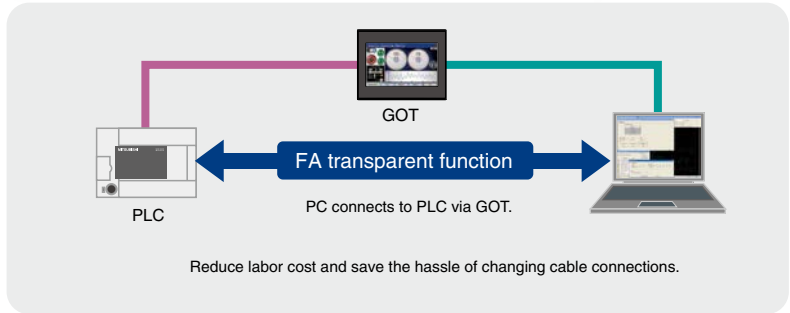 GOT
MITSUBISHI
FA transparent function
PLC
PC connects to PLC via GOT.
Reduce labor cost and save the hassle of changing cable connections.